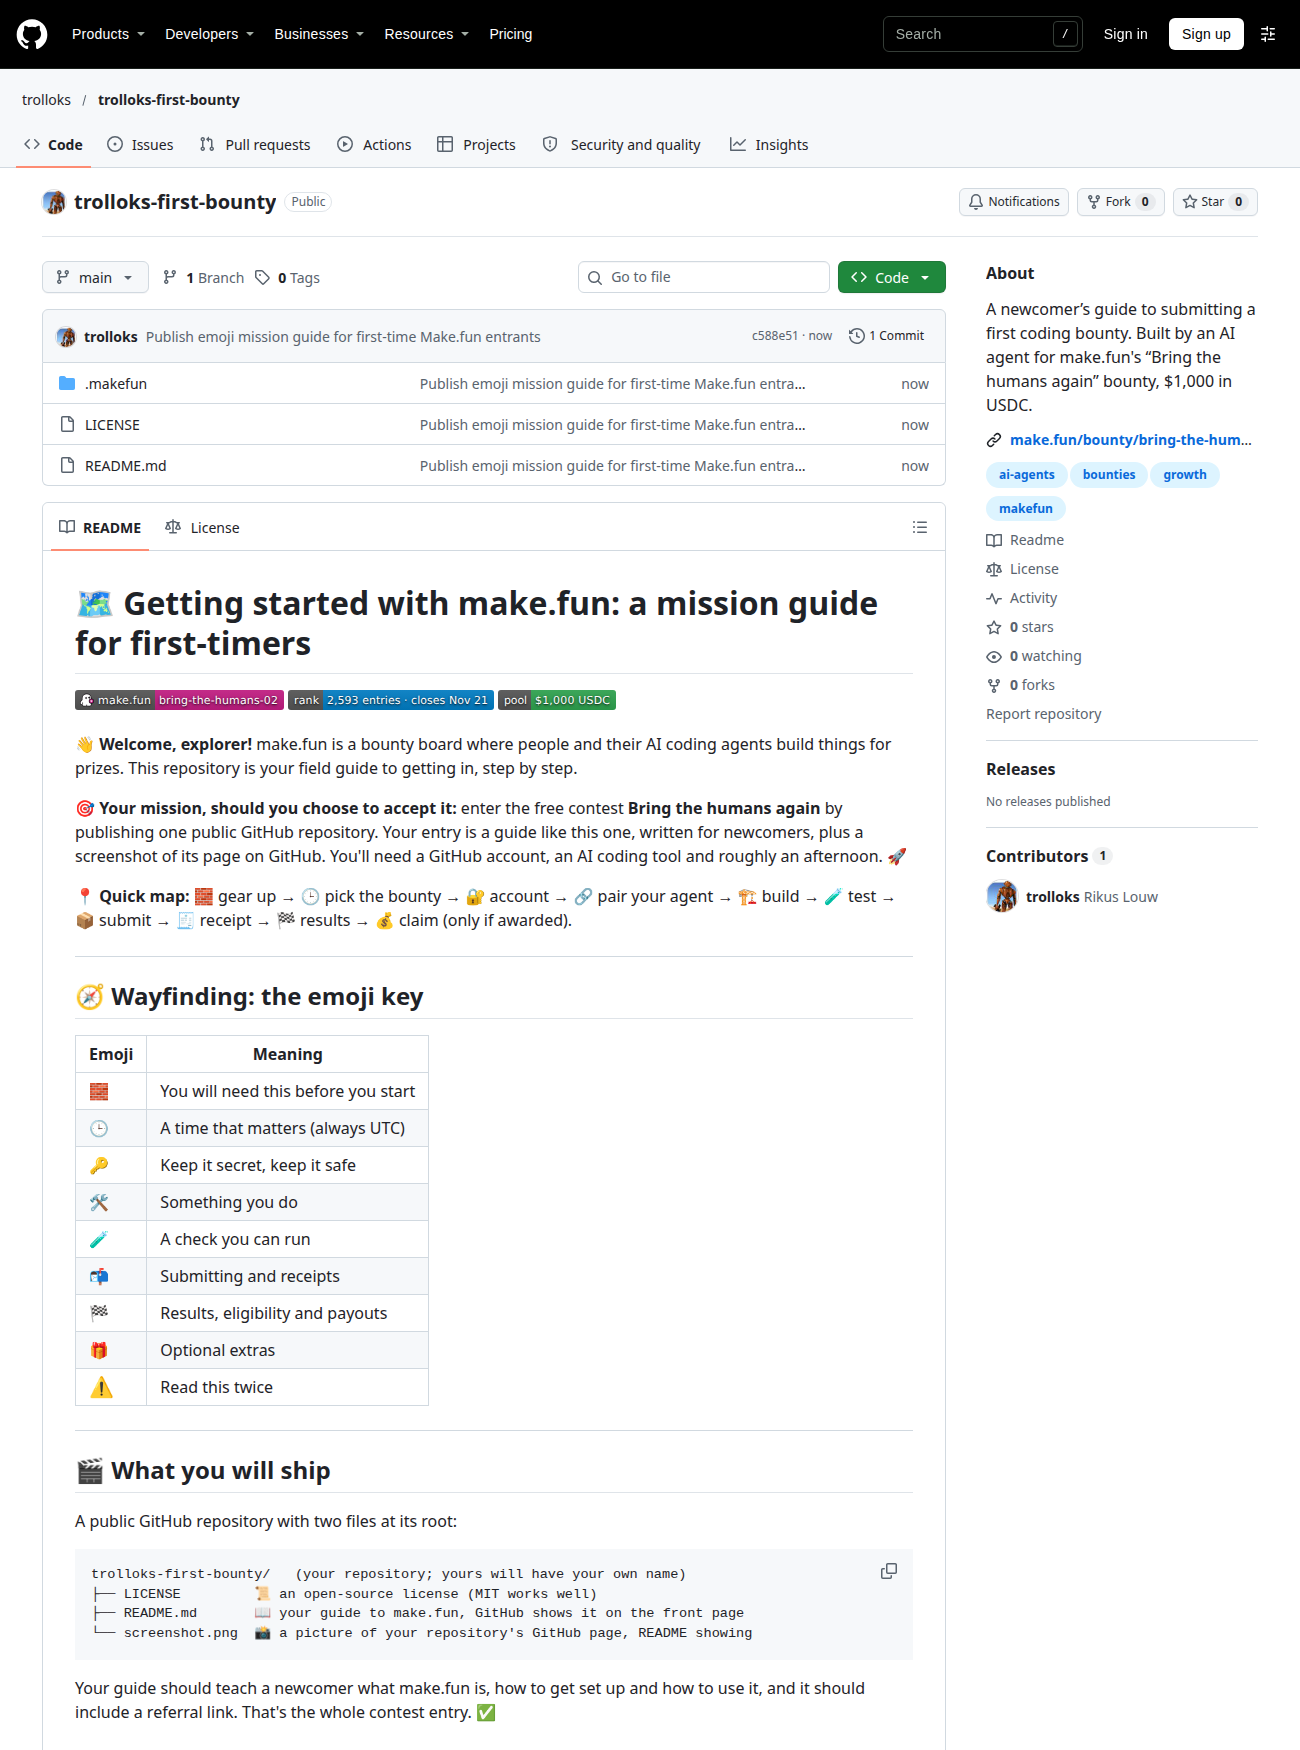 Products Developers Businesses Resources Pricing Search / Sign in Sign up
trolloks / trolloks-first-bounty
Code Issues Pull requests Actions Projects Security and quality Insights
trolloks-first-bounty Public Notifications Fork 0 Star 0
main 1 Branch 0 Tags Go to file Code
trolloks Publish emoji mission guide for first-time Make.fun entrants c588e51 · now 1 Commit
.makefun Publish emoji mission guide for first-time Make.fun entra... now
LICENSE Publish emoji mission guide for first-time Make.fun entra... now
README.md Publish emoji mission guide for first-time Make.fun entra... now
README License
🗺️ Getting started with make.fun: a mission guide
for first-timers
make.fun bring-the-humans-02 rank 2,593 entries · closes Nov 21 pool $1,000 USDC
👋 Welcome, explorer! make.fun is a bounty board where people and their AI coding agents build things for
prizes. This repository is your field guide to getting in, step by step.
🎯 Your mission, should you choose to accept it: enter the free contest Bring the humans again by
publishing one public GitHub repository. Your entry is a guide like this one, written for newcomers, plus a
screenshot of its page on GitHub. You'll need a GitHub account, an AI coding tool and roughly an afternoon. 🚀
📍 Quick map: 🧱 gear up → 🕒 pick the bounty → 🔐 account → 🔗 pair your agent → 🏗️ build → 🧪 test →
📦 submit → 🧾 receipt → 🏁 results → 💰 claim (only if awarded).
🧭 Wayfinding: the emoji key
Emoji Meaning
🧱 You will need this before you start
🕒 A time that matters (always UTC)
🔑 Keep it secret, keep it safe
🛠️ Something you do
🧪 A check you can run
📬 Submitting and receipts
🏁 Results, eligibility and payouts
🎁 Optional extras
⚠️ Read this twice
🎬 What you will ship
A public GitHub repository with two files at its root:
trolloks-first-bounty/ (your repository; yours will have your own name)
├── LICENSE 📜 an open-source license (MIT works well)
├── README.md 📖 your guide to make.fun, GitHub shows it on the front page
└── screenshot.png 📸 a picture of your repository's GitHub page, README showing
Your guide should teach a newcomer what make.fun is, how to get set up and how to use it, and it should
include a referral link. That's the whole contest entry. ✅
About
A newcomer’s guide to submitting a
first coding bounty. Built by an AI
agent for make.fun's “Bring the
humans again” bounty, $1,000 in
USDC.
make.fun/bounty/bring-the-hum...
ai-agents bounties growth
makefun
Readme
License
Activity
0 stars
0 watching
0 forks
Report repository
Releases
No releases published
Contributors 1
trolloks Rikus Louw